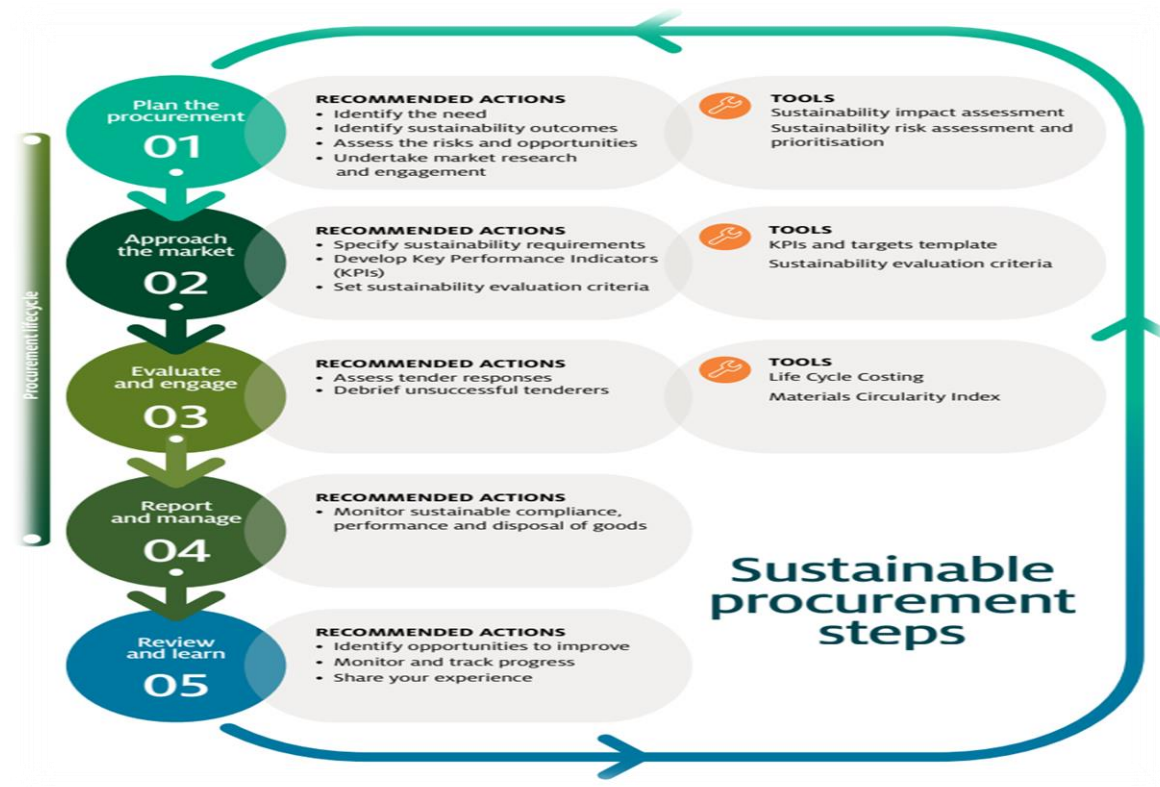 Plan the
procurement
01
RECOMMENDED ACTIONS
• Identify the need
• Identify sustainability outcomes
• Assess the risks and opportunities
• Undertake market research
and engagement
TOOLS
Sustainability impact assessment
Sustainability risk assessment and
prioritisation
Approach
the market
02
RECOMMENDED ACTIONS
• Specify sustainability requirements
• Develop Key Performance Indicators
(KPIs)
• Set sustainability evaluation criteria
TOOLS
KPIs and targets template
Sustainability evaluation criteria
Procurement lifecycle
Evaluate
and engage
03
RECOMMENDED ACTIONS
• Assess tender responses
• Debrief unsuccessful tenderers
TOOLS
Life Cycle Costing
Materials Circularity Index
Report
and manage
04
RECOMMENDED ACTIONS
• Monitor sustainable compliance,
performance and disposal of goods
Sustainable
procurement
steps
Review
and learn
05
RECOMMENDED ACTIONS
• Identify opportunities to improve
• Monitor and track progress
• Share your experience